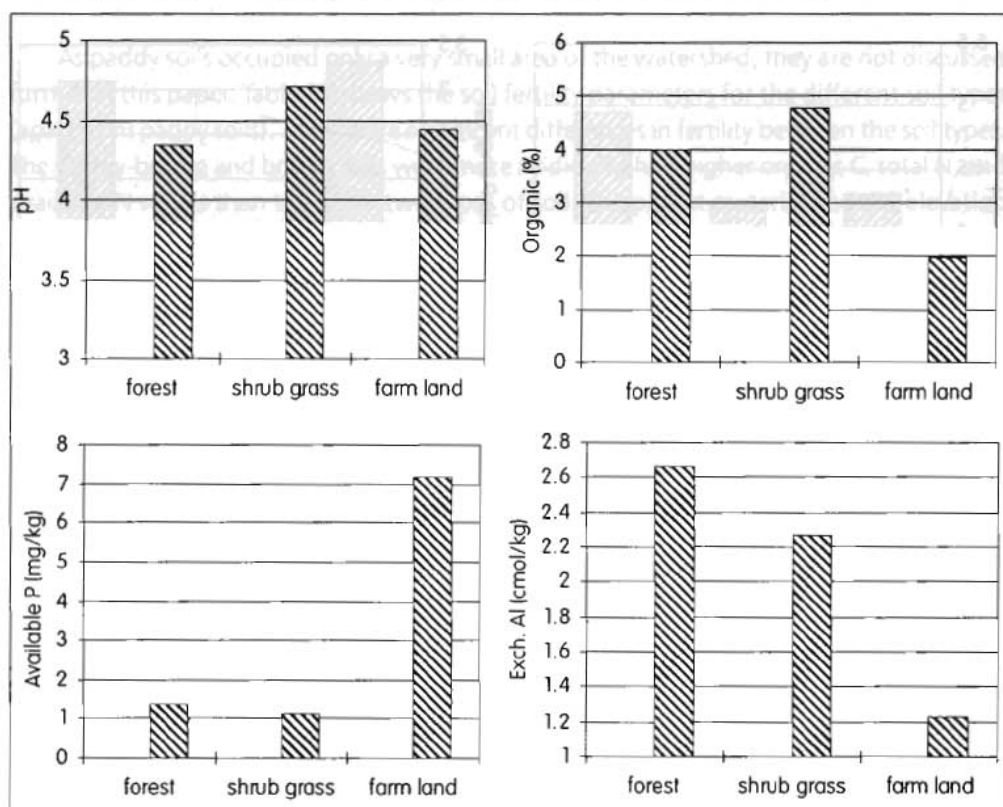 5
4.5
4
3.5
3
pH
forest shrub grass farm land
6
5
4
3
2
1
0
Organic (%)
forest shrub grass farm land
8
7
6
5
4
3
2
1
0
Available P (mg/kg)
forest shrub grass farm land
2.8
2.6
2.4
2.2
2
1.8
1.6
1.4
1.2
1
Exch. Al (cmol/kg)
forest shrub grass farm land
As paddy soils occupied only a very small area of the watershed, they are not discussed
this paper. the soil fertility parameters for the different soil types
paddy in fertility between the soil types
and higher C, total N and
than